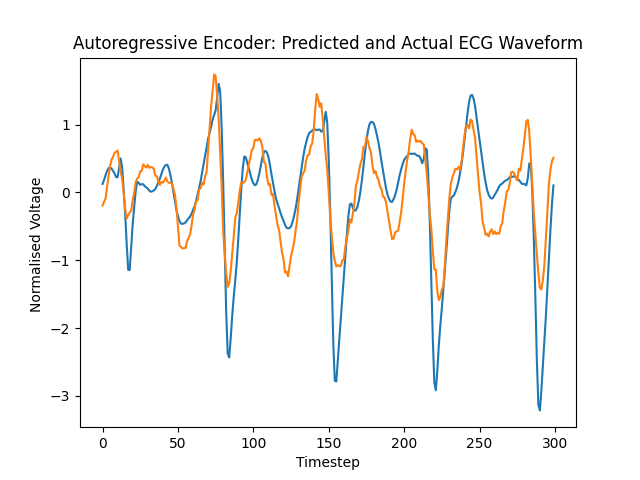 Autoregressive Encoder: Predicted and Actual ECG Waveform
1
0
−1
−2
−3
Normalised Voltage
0 50 100 150 200 250 300
Timestep